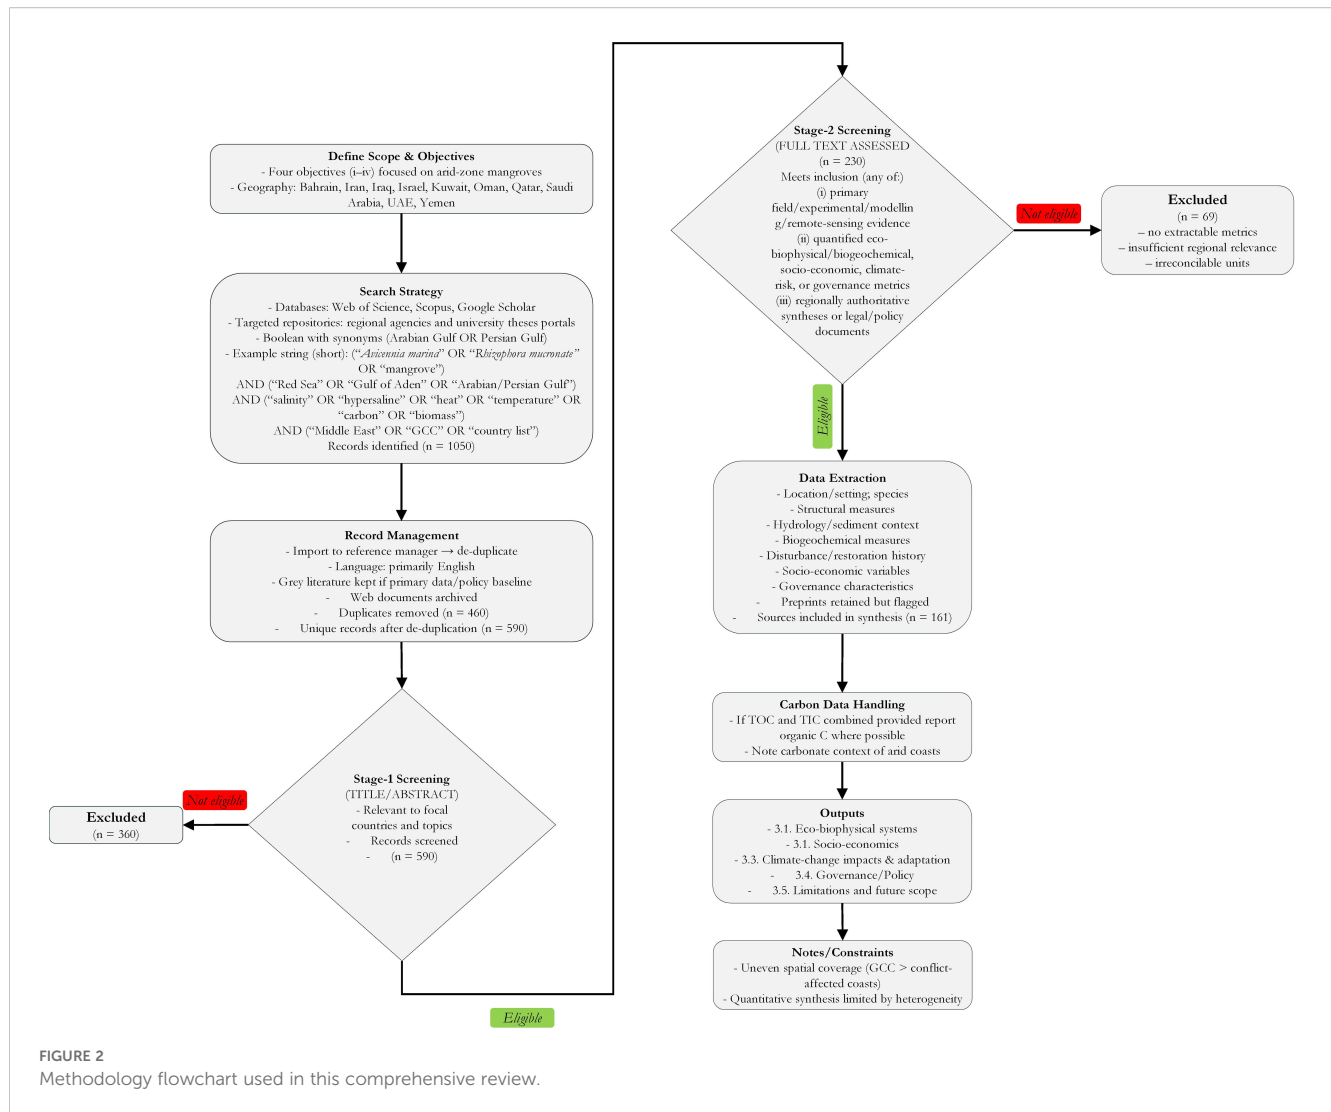 Define Scope & Objectives
- Four objectives (i–iv) focused on arid-zone mangroves
- Geography: Bahrain, Iran, Iraq, Israel, Kuwait, Oman, Qatar, Saudi
Arabia, UAE, Yemen
Search Strategy
- Databases: Web of Science, Scopus, Google Scholar
- Targeted repositories: regional agencies and university theses portals
- Boolean with synonyms (Arabian Gulf OR Persian Gulf)
- Example string (short): (“Avicennia marina” OR “Rhizophora mucronate”
OR “mangrove”)
AND (“Red Sea” OR “Gulf of Aden” OR “Arabian/Persian Gulf”)
AND (“salinity” OR “hypersaline” OR “heat” OR “temperature” OR
“carbon” OR “biomass”)
AND (“Middle East” OR “GCC” OR “country list”)
Records identified (n = 1050)
Record Management
- Import to reference manager → de-duplicate
- Language: primarily English
- Grey literature kept if primary data/policy baseline
- Web documents archived
- Duplicates removed (n = 460)
- Unique records after de-duplication (n = 590)
Stage-1 Screening
(TITLE/ABSTRACT)
- Relevant to focal
countries and topics
- Records screened
- (n = 590)
Not eligible
Excluded
(n = 360)
Eligible
Stage-2 Screening
(FULL TEXT ASSESSED
(n = 230)
Meets inclusion (any of:)
(i) primary
field/experimental/modellin
g/remote-sensing evidence
(ii) quantified eco-
biophysical/biogeochemical,
socio-economic, climate-
risk, or governance metrics
(iii) regionally authoritative
syntheses or legal/policy
documents
Not eligible
Excluded
(n = 69)
– no extractable metrics
– insufficient regional relevance
– irreconcilable units
Eligible
Data Extraction
- Location/setting; species
- Structural measures
- Hydrology/sediment context
- Biogeochemical measures
- Disturbance/restoration history
- Socio-economic variables
- Governance characteristics
- Preprints retained but flagged
- Sources included in synthesis (n = 161)
Carbon Data Handling
- If TOC and TIC combined provided report
organic C where possible
- Note carbonate context of arid coasts
Outputs
- 3.1. Eco-biophysical systems
- 3.1. Socio-economics
- 3.3. Climate-change impacts & adaptation
- 3.4. Governance/Policy
- 3.5. Limitations and future scope
Notes/Constraints
- Uneven spatial coverage (GCC > conflict-
affected coasts)
- Quantitative synthesis limited by heterogeneity
FIGURE 2
Methodology flowchart used in this comprehensive review.